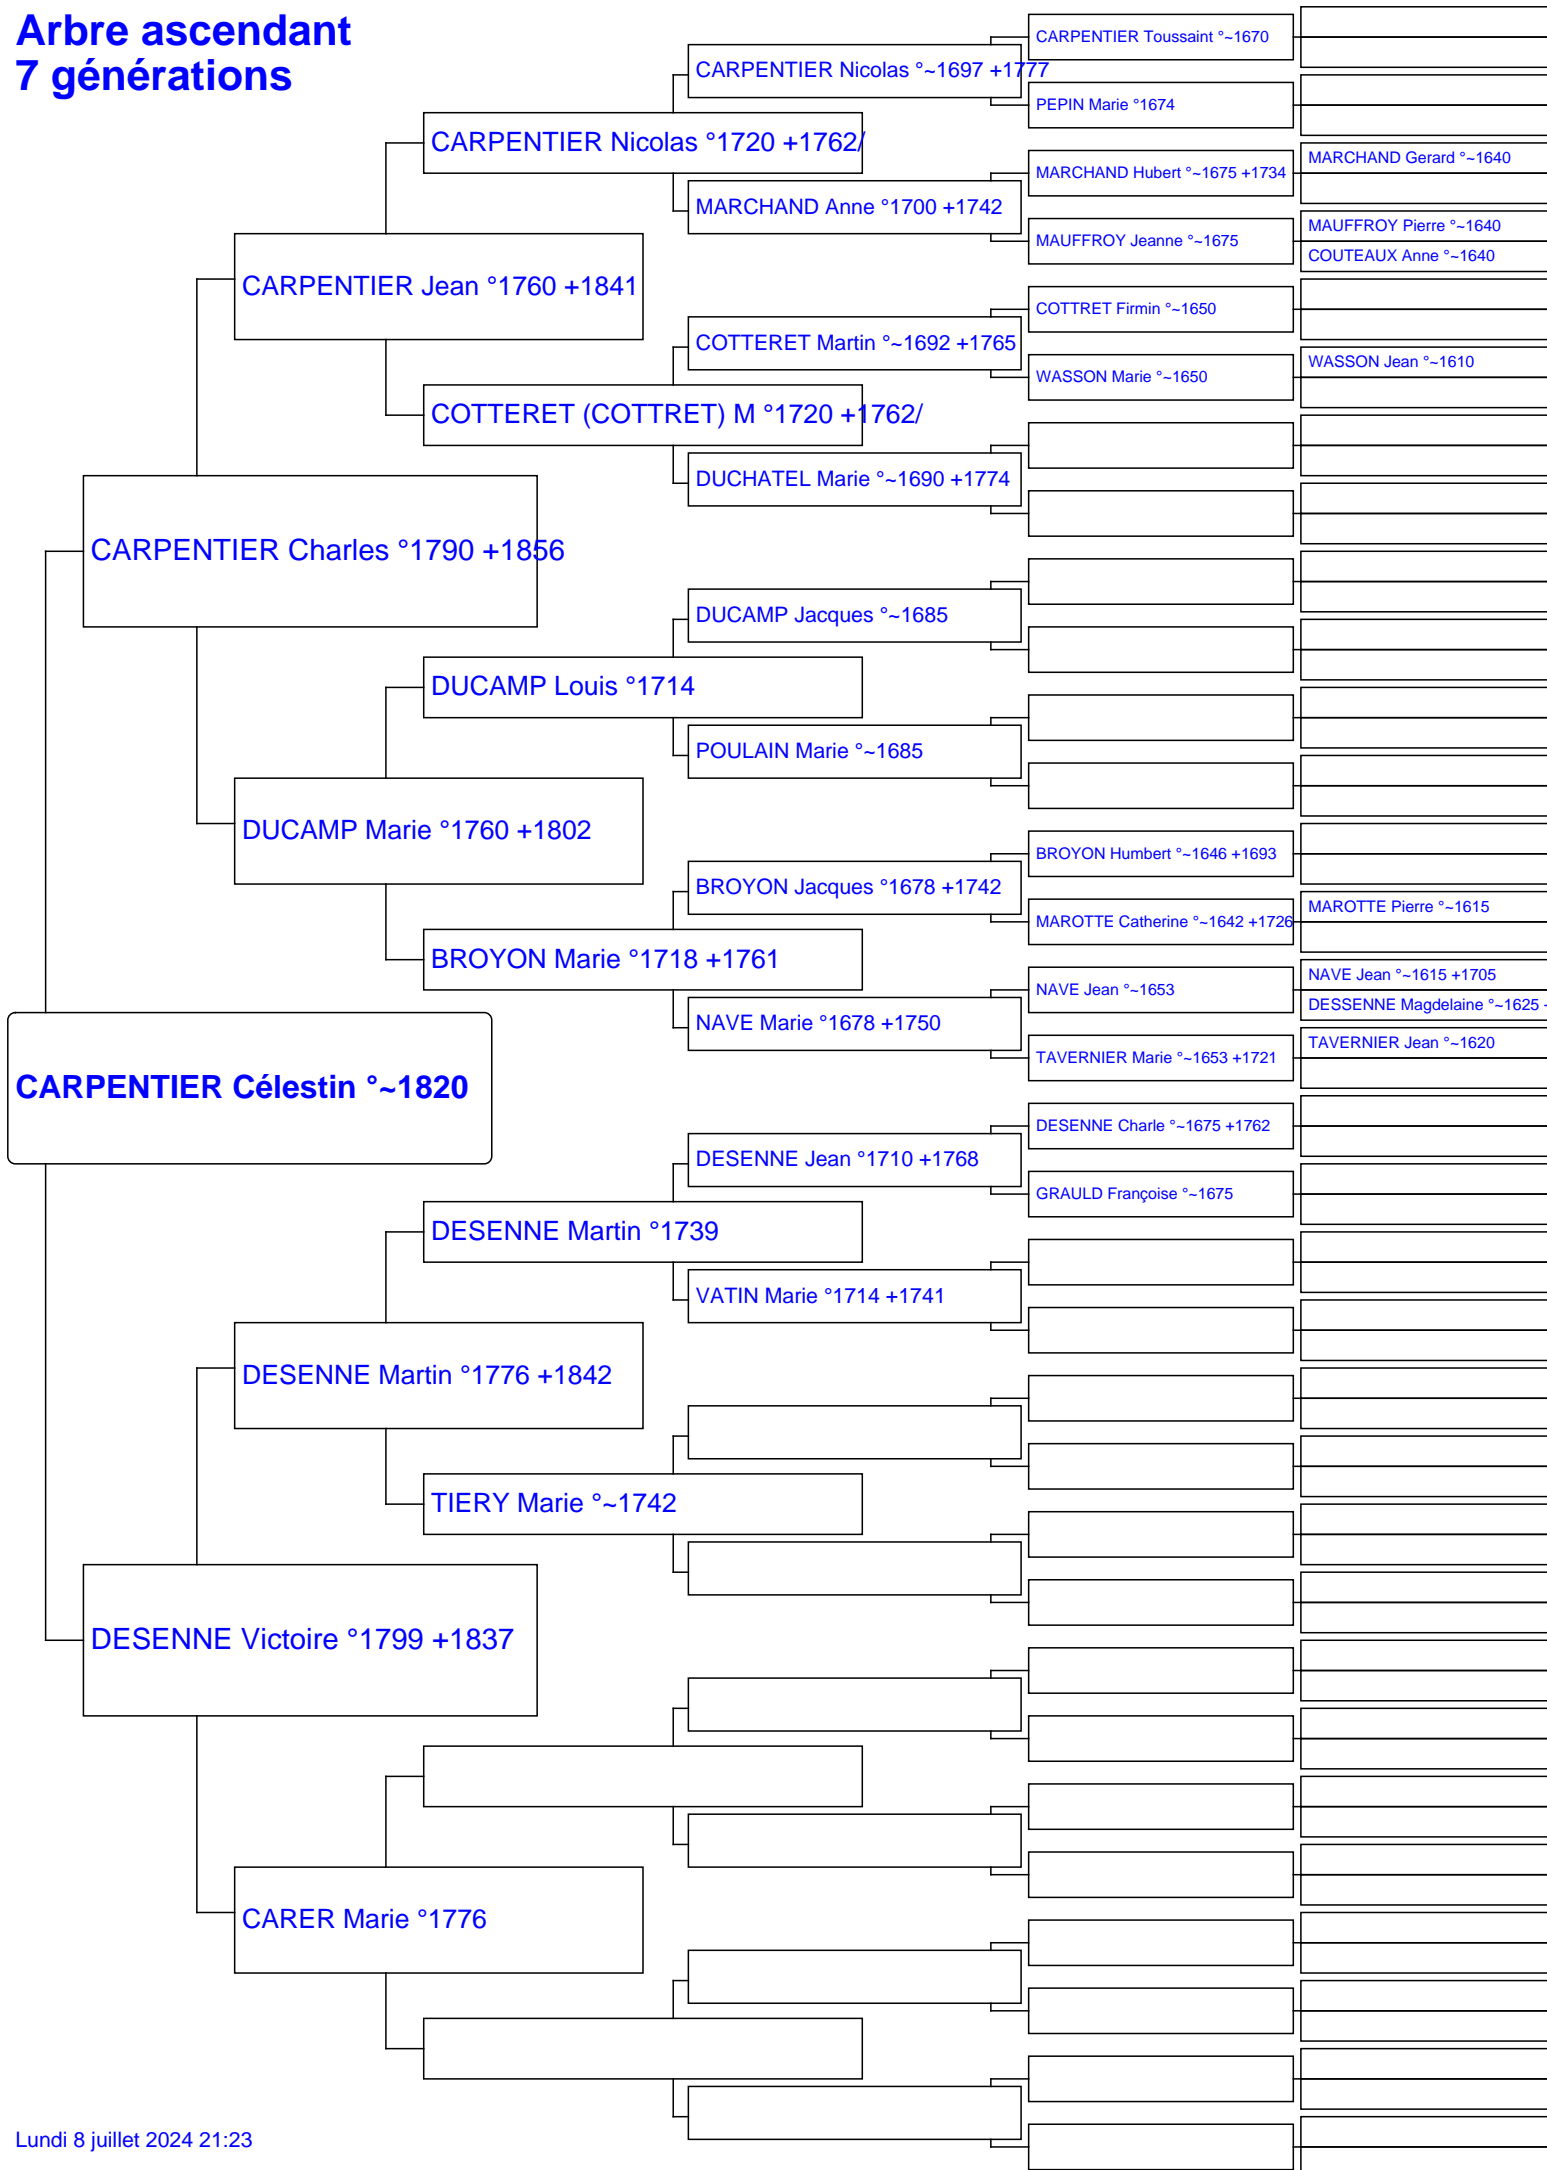 Arbre ascendant
7 générations
CARPENTIER Célestin °~1820
CARPENTIER Charles °1790 +1856
DESENNE Victoire °1799 +1837
CARPENTIER Jean °1760 +1841
DUCAMP Marie °1760 +1802
DESENNE Martin °1776 +1842
CARER Marie °1776
CARPENTIER Nicolas °1720 +1762/
COTTERET (COTTRET) M °1720 +1762/
DUCAMP Louis °1714
BROYON Marie °1718 +1761
DESENNE Martin °1739
TIERY Marie °~1742
CARPENTIER Nicolas °~1697 +1777
MARCHAND Anne °1700 +1742
COTTERET Martin °~1692 +1765
DUCHATEL Marie °~1690 +1774
DUCAMP Jacques °~1685
POULAIN Marie °~1685
BROYON Jacques °1678 +1742
NAVE Marie °1678 +1750
DESENNE Jean °1710 +1768
VATIN Marie °1714 +1741
CARPENTIER Toussaint °~1670
PEPIN Marie °1674
MARCHAND Hubert °~1675 +1734
MAUFFROY Jeanne °~1675
COTTRET Firmin °~1650
WASSON Marie °~1650
BROYON Humbert °~1646 +1693
MAROTTE Catherine °~1642 +1726
NAVE Jean °~1653
TAVERNIER Marie °~1653 +1721
DESENNE Charle °~1675 +1762
GRAULD Françoise °~1675
MARCHAND Gerard °~1640
MAUFFROY Pierre °~1640
COUTEAUX Anne °~1640
WASSON Jean °~1610
MAROTTE Pierre °~1615
NAVE Jean °~1615 +1705
DESSENNE Magdelaine °~1625
TAVERNIER Jean °~1620
Lundi 8 juillet 2024 21:23